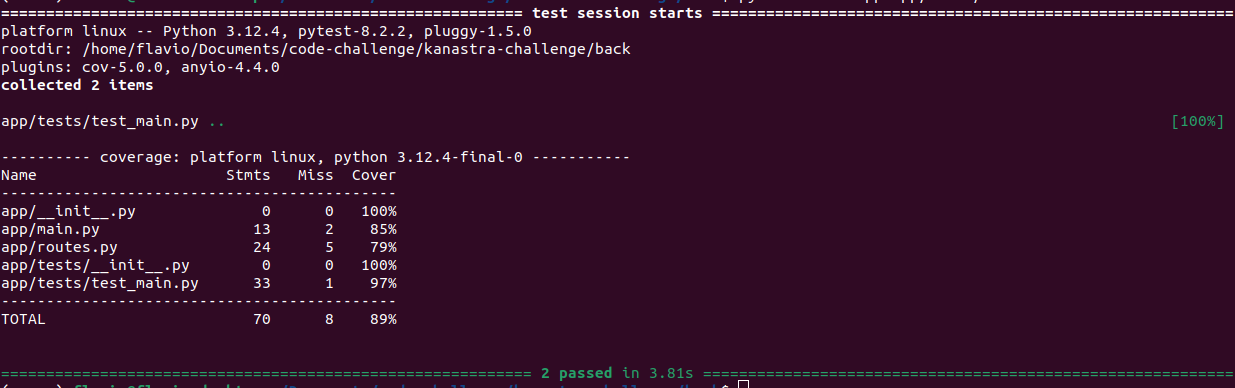 ============================ test session starts ============================
platform linux -- Python 3.12.4, pytest-8.2.2, pluggy-1.5.0
rootdir: /home/flavio/Documents/code-challenge/kanastra-challenge/back
plugins: cov-5.0.0, anyio-4.4.0
collected 2 items
app/tests/test_main.py .. [100%]
---------- coverage: platform linux, python 3.12.4-final-0 -----------
Name Stmts Miss Cover
--------------------------------------------
app/__init__.py 0 0 100%
app/main.py 13 2 85%
app/routes.py 24 5 79%
app/tests/__init__.py 0 0 100%
app/tests/test_main.py 33 1 97%
--------------------------------------------
TOTAL 70 8 89%
============================ 2 passed in 3.81s ============================